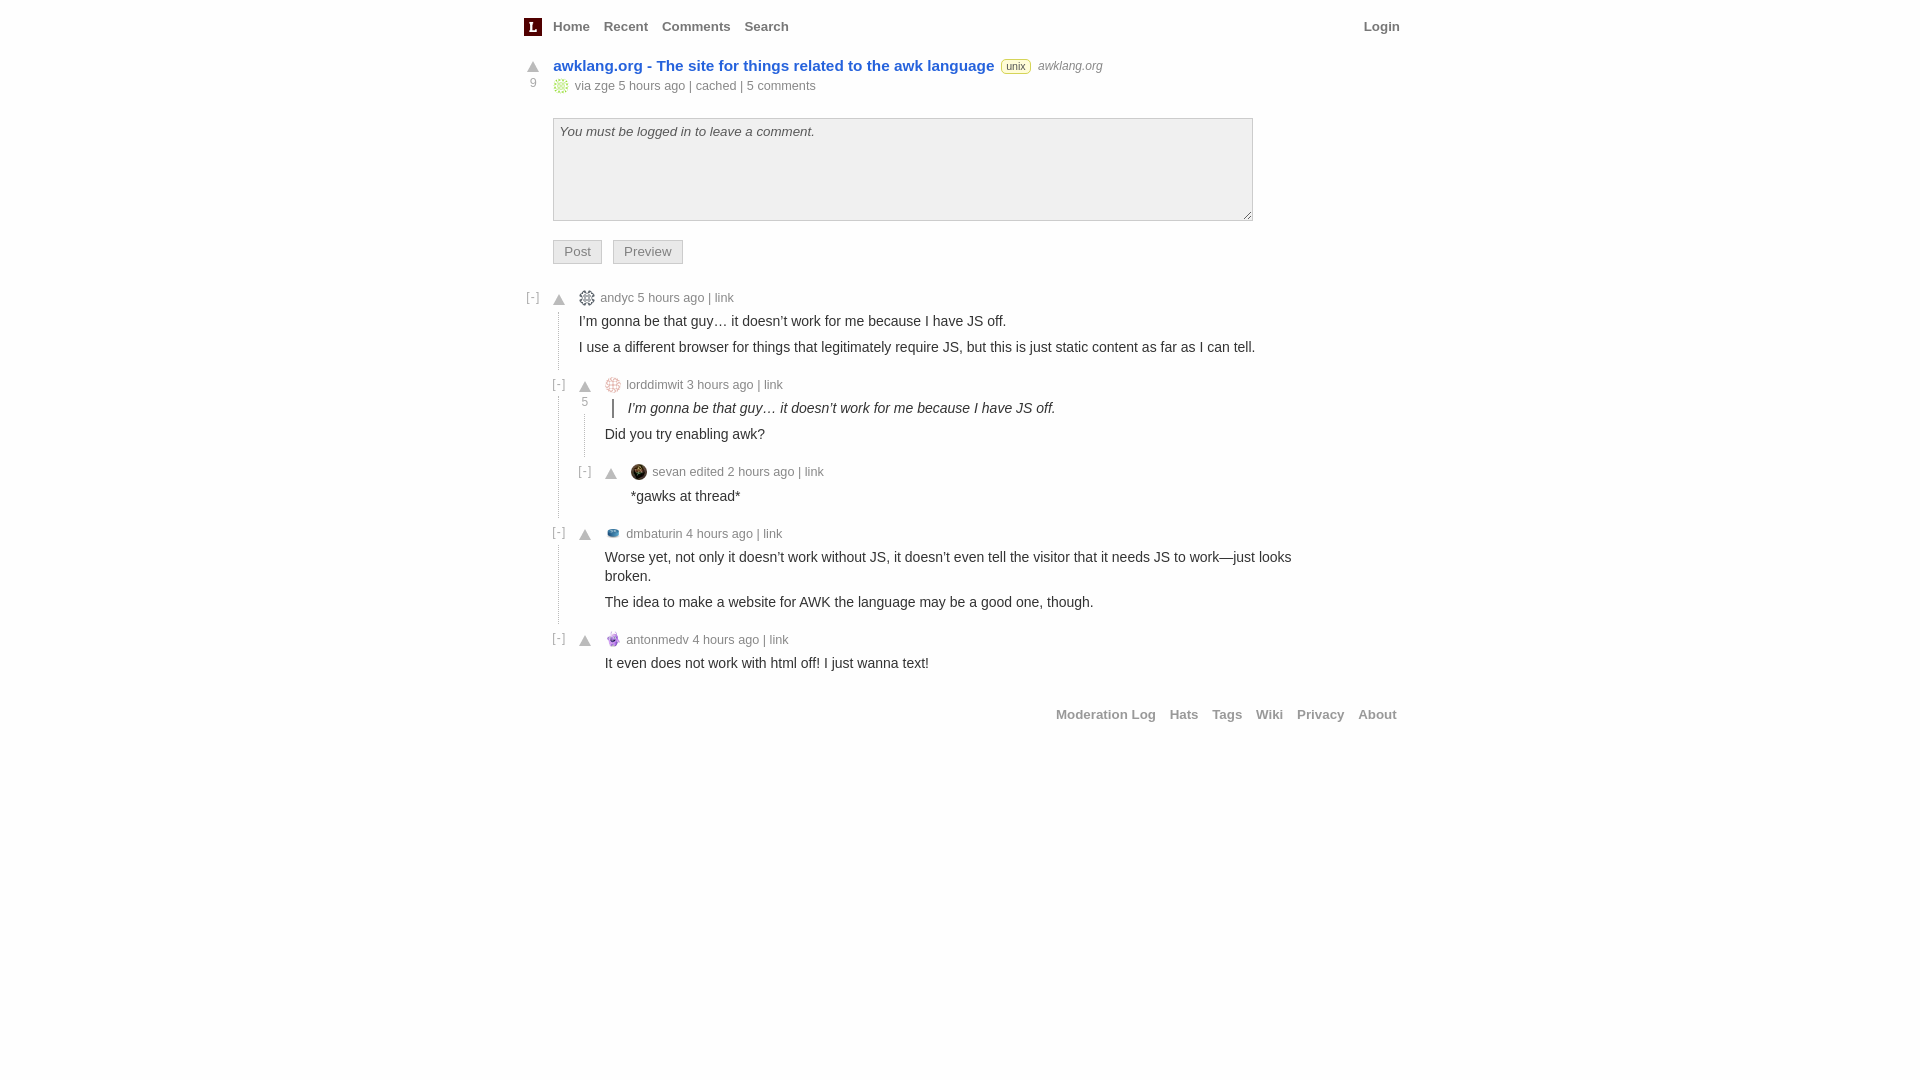 L Home Recent Comments Search Login
awklang.org - The site for things related to the awk language unix awklang.org
9
via zge 5 hours ago | cached | 5 comments
You must be logged in to leave a comment.
Post Preview
[-] andyc 5 hours ago | link
I’m gonna be that guy… it doesn’t work for me because I have JS off.
I use a different browser for things that legitimately require JS, but this is just static content as far as I can tell.
[-] lorddimwit 3 hours ago | link
5
I’m gonna be that guy… it doesn’t work for me because I have JS off.
Did you try enabling awk?
[-] sevan edited 2 hours ago | link
*gawks at thread*
[-] dmbaturin 4 hours ago | link
Worse yet, not only it doesn’t work without JS, it doesn’t even tell the visitor that it needs JS to work—just looks
broken.
The idea to make a website for AWK the language may be a good one, though.
[-] antonmedv 4 hours ago | link
It even does not work with html off! I just wanna text!
Moderation Log Hats Tags Wiki Privacy About